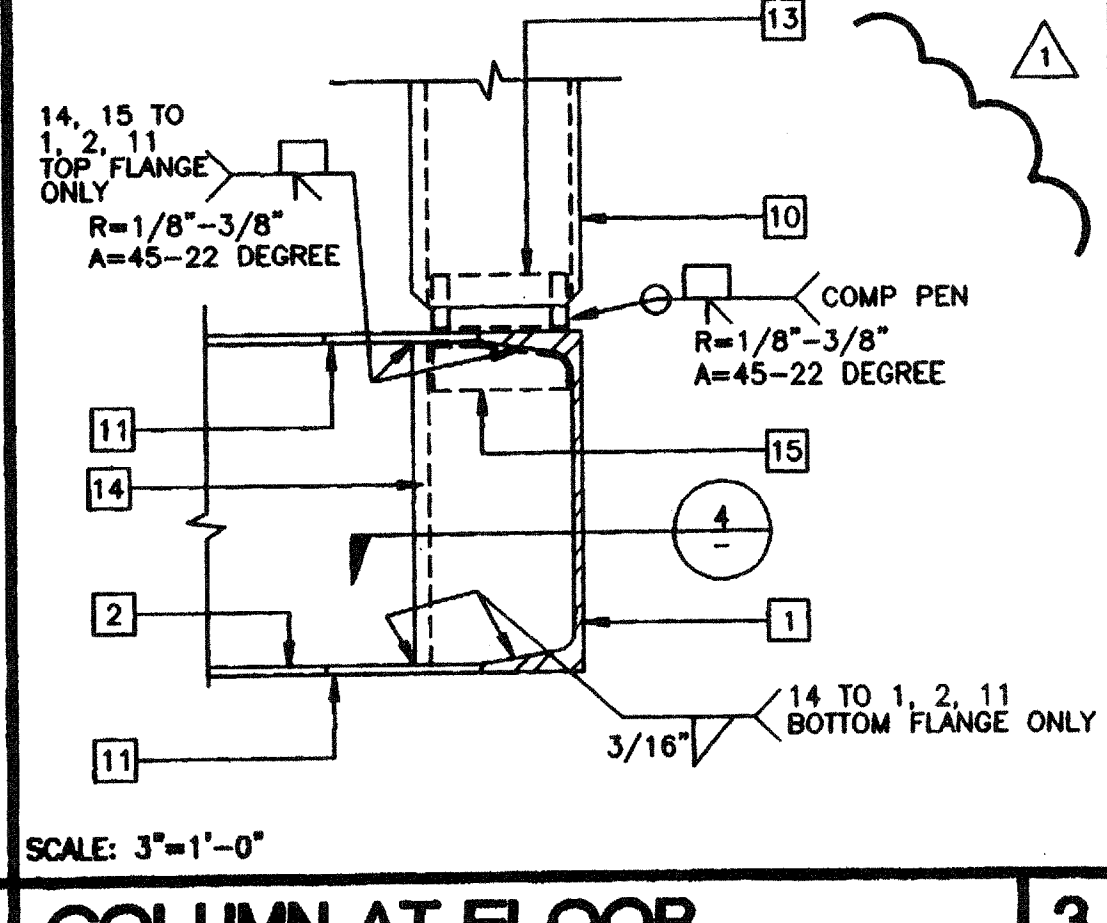 13
1
14, 15 TO
1, 2, 11
TOP FLANGE
ONLY
R=1/8"-3/8"
A=45-22 DEGREE
10
COMP PEN
R=1/8"-3/8"
A=45-22 DEGREE
11
15
14
4
-
2
1
14 TO 1, 2, 11
BOTTOM FLANGE ONLY
3/16"
11
SCALE: 3"=1'-0"
COLUMN AT FLOOR
3